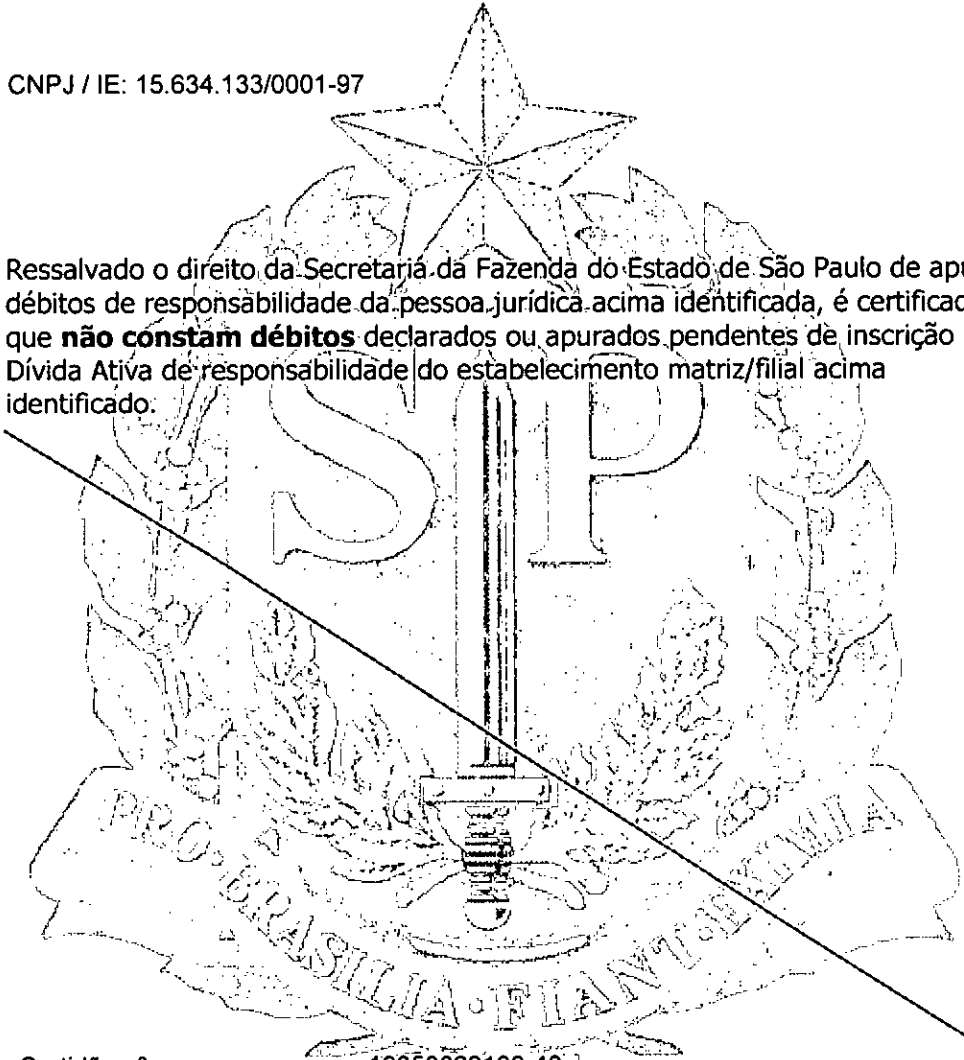 CNPJ / IE: 15.634.133/0001-97
Ressalvado o direito da Secretaria da Fazenda do Estado de São Paulo de
débitos de responsabilidade da pessoa jurídica acima identificada, é
que não constam débitos declarados ou apurados pendentes de inscrição
Dívida Ativa de responsabilidade do estabelecimento matriz/filial acima
identificado.
S P
PRO·BRASILIA·FIANT·EXIMIA